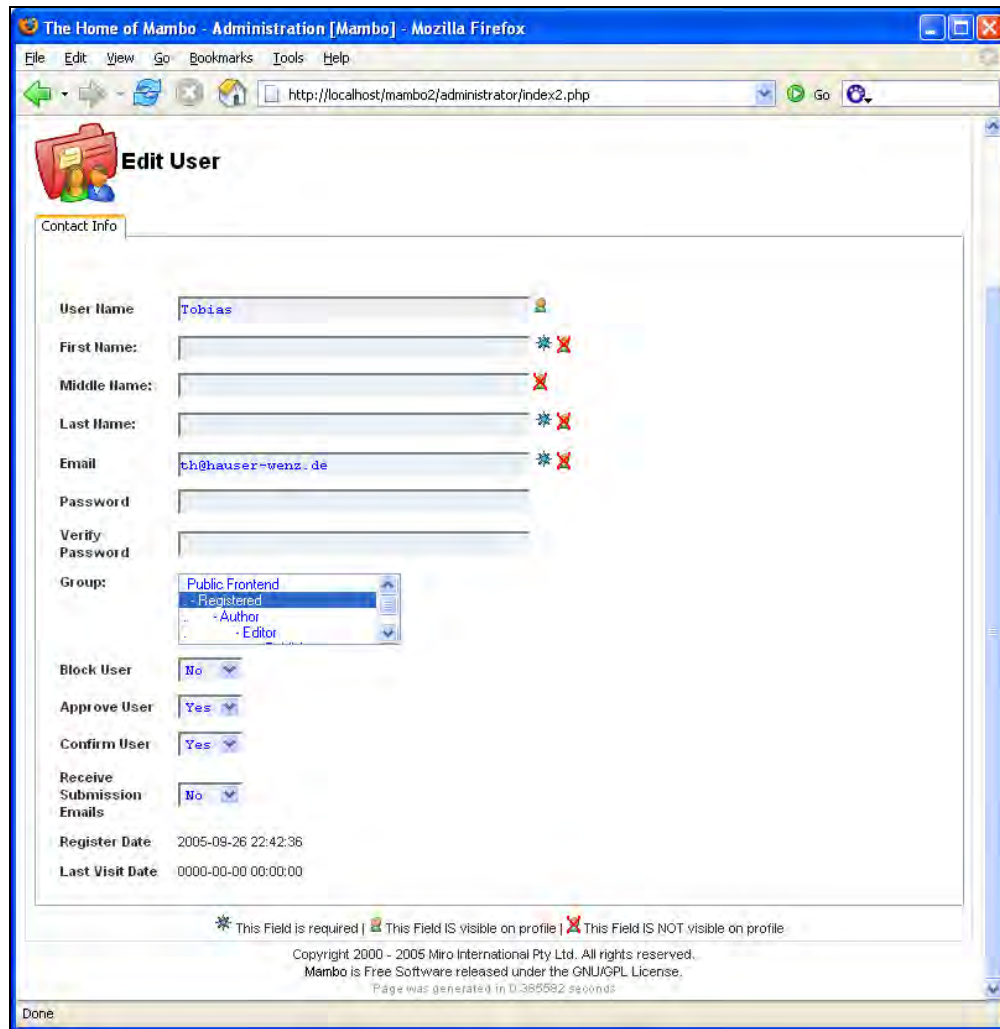 The Home of Mambo - Administration [Mambo] - Mozilla Firefox
File Edit View Go Bookmarks Tools Help
http://localhost/mambo2/administrator/index2.php Go
Edit User
Contact Info
User Name Tobias
First Name:
Middle Name:
Last Name:
Email th@hauser-wenz.de
Password
Verify
Password
Group: Public Frontend
. - Registered
. - Author
. - Editor
Block User No
Approve User Yes
Confirm User Yes
Receive
Submission
Emails No
Register Date 2005-09-26 22:42:36
Last Visit Date 0000-00-00 00:00:00
This Field is required | This Field IS visible on profile | This Field IS NOT visible on profile
Copyright 2000 - 2005 Miro International Pty Ltd. All rights reserved.
Mambo is Free Software released under the GNU/GPL License.
Page was generated in 0.385592 seconds
Done